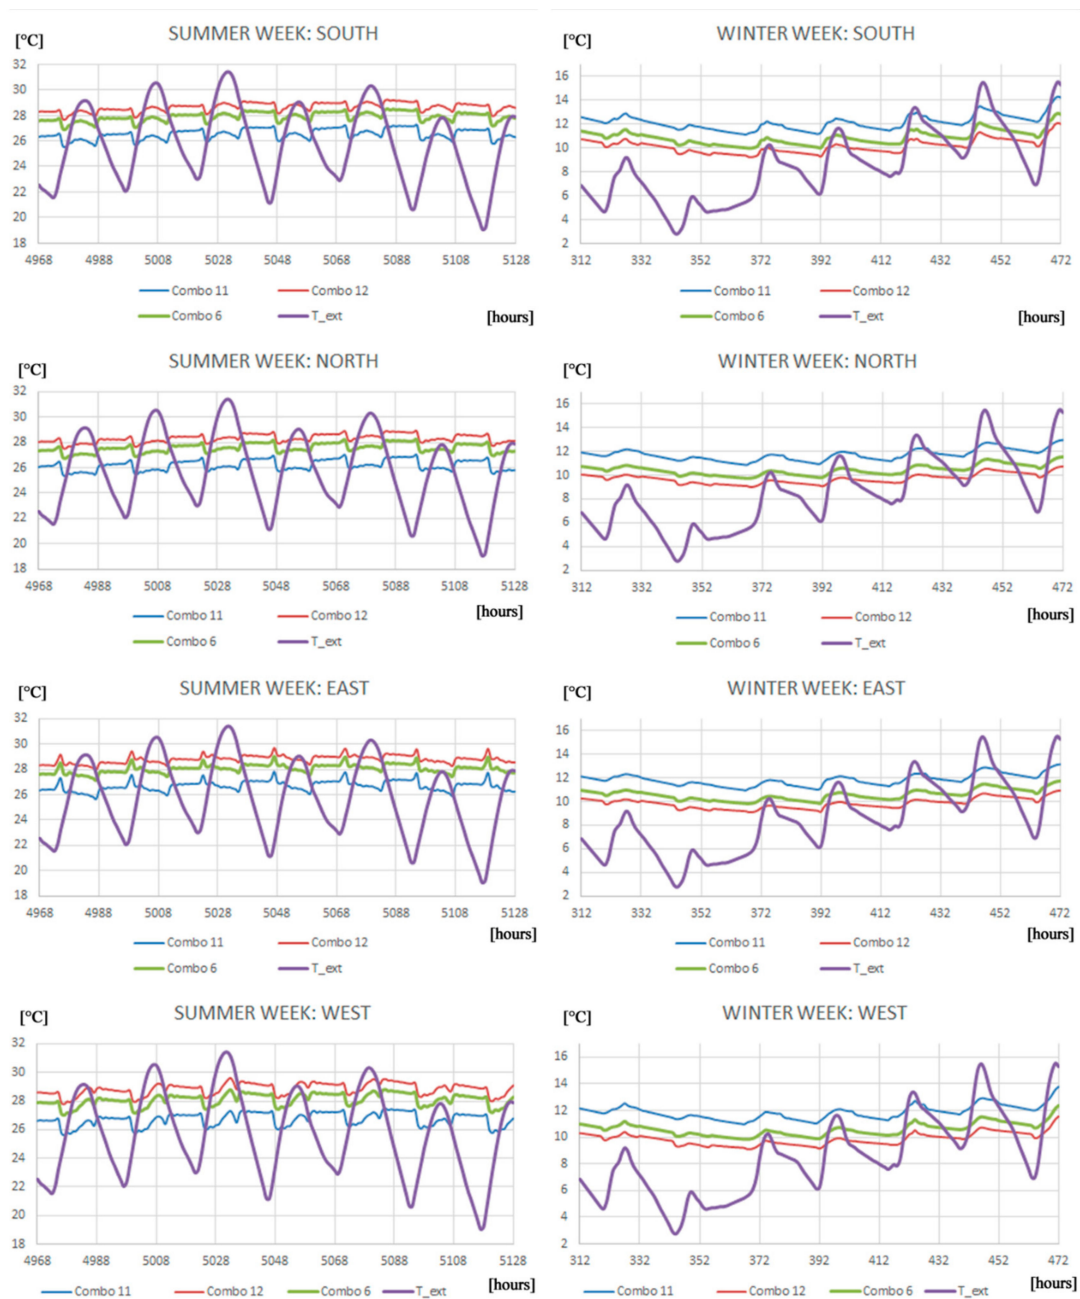 SUMMER WEEK: SOUTH
[°C]
32
30
28
26
24
22
20
18
4968 4988 5008 5028 5048 5068 5088 5108 5128
Combo 11 Combo 12
Combo 6 T_ext
[hours]
WINTER WEEK: SOUTH
[°C]
16
14
12
10
8
6
4
2
312 332 352 372 392 412 432 452 472
Combo 11 Combo 12
Combo 6 T_ext
[hours]
SUMMER WEEK: NORTH
[°C]
32
30
28
26
24
22
20
18
4968 4988 5008 5028 5048 5068 5088 5108 5128
Combo 11 Combo 12
[hours]
Combo 6 T_ext
WINTER WEEK: NORTH
[°C]
16
14
12
10
8
6
4
2
312 332 352 372 392 412 432 452 472
Combo 11 Combo 12
[hours]
Combo 6 T_ext
SUMMER WEEK: EAST
[°C]
32
30
28
26
24
22
20
18
4968 4988 5008 5028 5048 5068 5088 5108 5128
Combo 11 Combo 12
[hours]
Combo 6 T_ext
WINTER WEEK: EAST
[°C]
16
14
12
10
8
6
4
2
312 332 352 372 392 412 432 452 472
Combo 11 Combo 12
[hours]
Combo 6 T_ext
SUMMER WEEK: WEST
[°C]
32
30
28
26
24
22
20
18
4968 4988 5008 5028 5048 5068 5088 5108 5128
[hours]
Combo 11 Combo 12 Combo 6 T_ext
WINTER WEEK: WEST
[°C]
16
14
12
10
8
6
4
2
312 332 352 372 392 412 432 452 472
[hours]
Combo 11 Combo 12 Combo 6 T_ext